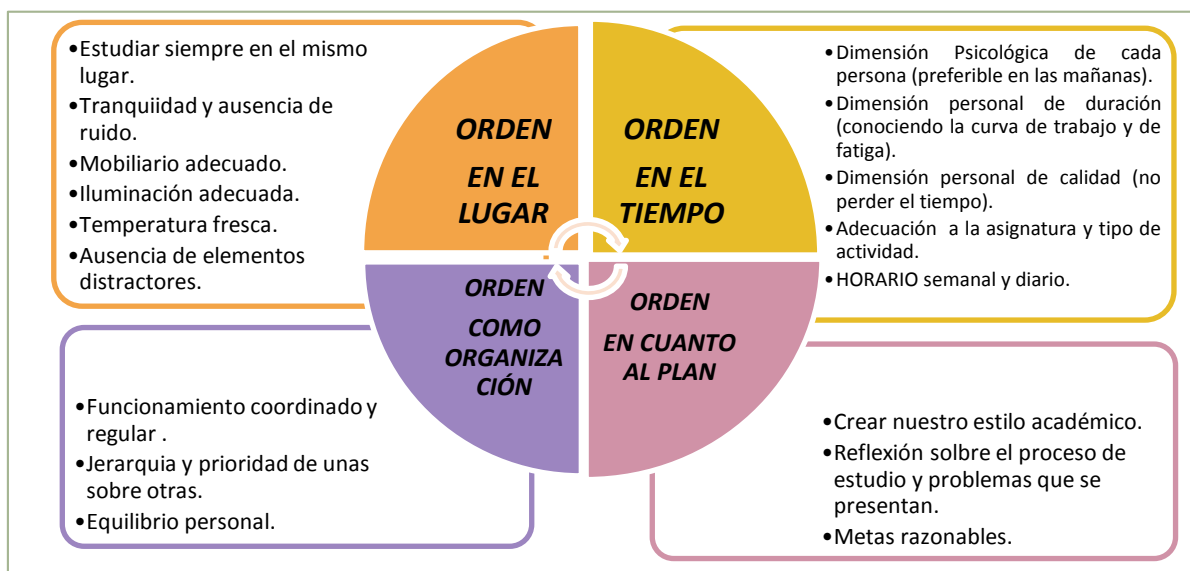 •Estudiar siempre en el mismo
lugar.
•Tranquiidad y ausencia de
ruido.
•Mobiliario adecuado.
•Iluminación adecuada.
•Temperatura fresca.
•Ausencia de elementos
distractores.
ORDEN
EN EL
LUGAR
ORDEN
EN EL
TIEMPO
•Dimensión Psicológica de cada
persona (preferible en las mañanas).
•Dimensión personal de duración
(conociendo la curva de trabajo y de
fatiga).
•Dimensión personal de calidad (no
perder el tiempo).
•Adecuación a la asignatura y tipo de
actividad.
•HORARIO semanal y diario.
•Funcionamiento coordinado y
regular .
•Jerarquia y prioridad de unas
sobre otras.
•Equilibrio personal.
ORDEN
COMO
ORGANIZA
CIÓN
ORDEN
EN CUANTO
AL PLAN
•Crear nuestro estilo académico.
•Reflexión solbre el proceso de
estudio y problemas que se
presentan.
•Metas razonables.